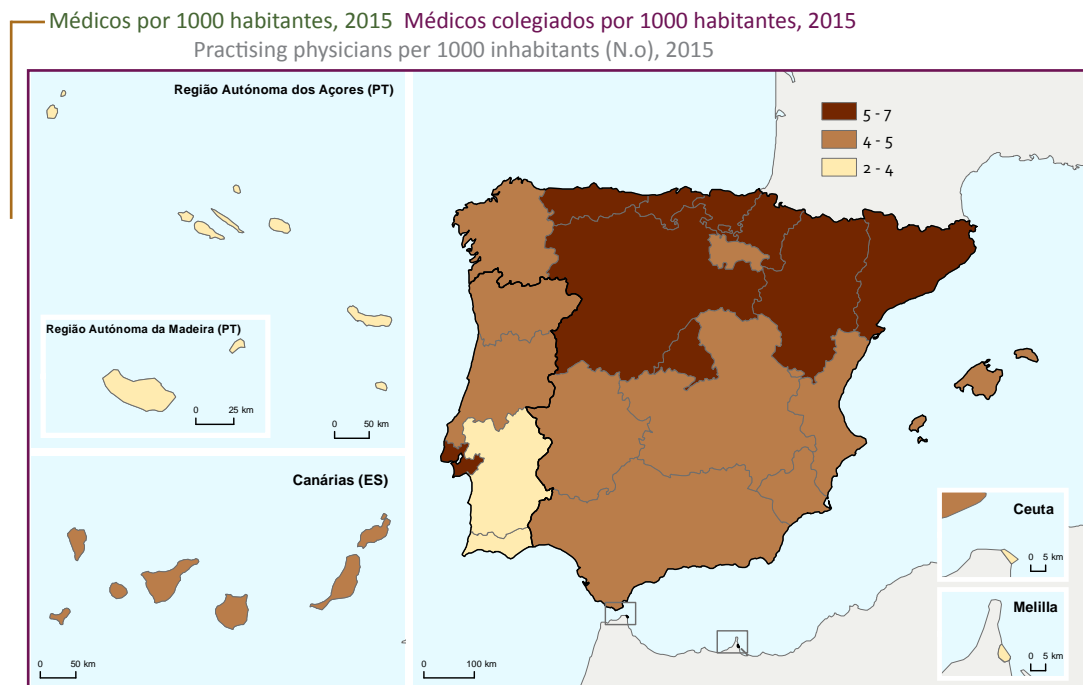 Médicos por 1000 habitantes, 2015 Médicos colegiados por 1000 habitantes, 2015
Practising physicians per 1000 inhabitants (N.o), 2015
Região Autónoma dos Açores (PT)
5 - 7
4 - 5
2 - 4
Região Autónoma da Madeira (PT)
0 25 km
0 50 km
Canárias (ES)
0 50 km
0 100 km
Ceuta
0 5 km
Melilla
0 5 km